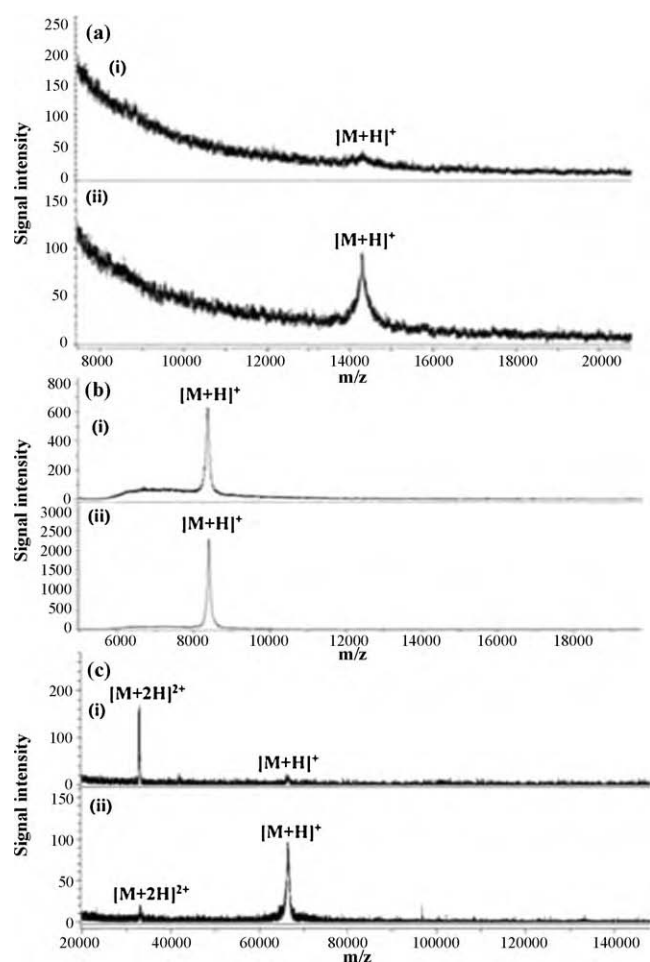 (a)
250
200
150
100
50
0
Signal intensity
(i)
[M+H]⁺
(ii)
150
100
50
0
[M+H]⁺
8000 10000 12000 14000 16000 18000 20000
m/z
(b)
[M+H]⁺
800
600
400
200
0
Signal intensity
(i)
(ii)
[M+H]⁺
3000
2500
2000
1500
1000
500
0
6000 8000 10000 12000 14000 16000 18000
m/z
(c)
[M+2H]²⁺
200
100
0
Signal intensity
(i)
[M+H]⁺
(ii)
150
100
50
0
[M+H]⁺
[M+2H]²⁺
20000 40000 60000 80000 100000 120000 140000
m/z